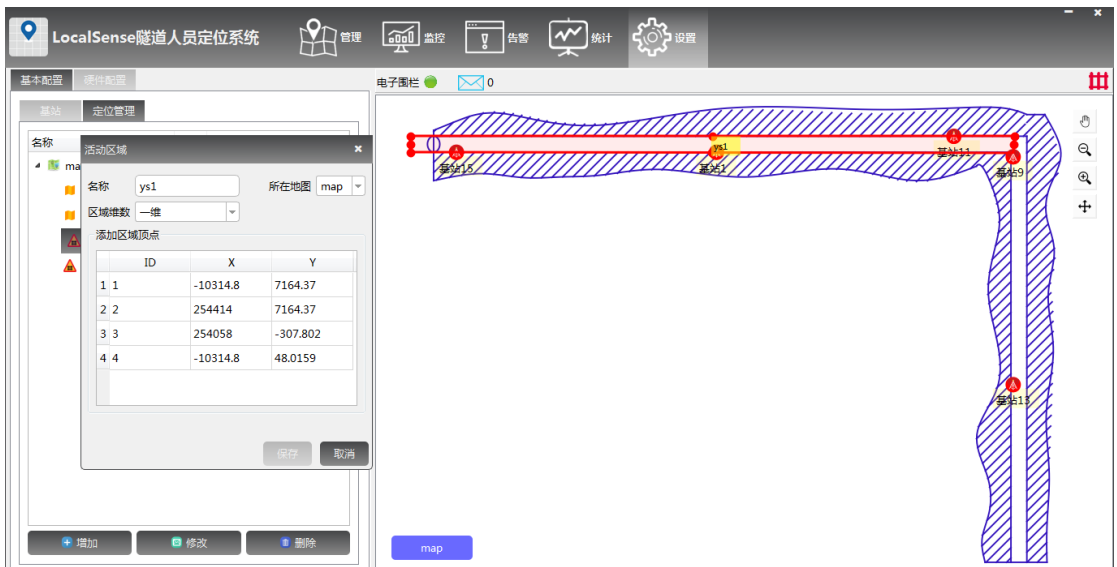 LocalSense隧道人员定位系统
管理
监控
告警
统计
设置
基本配置
硬件配置
电子围栏
0
基站
定位管理
名称
ma
活动区域
名称 ys1 所在地图 map
区域维数 一维
添加区域顶点
ID X Y
1 1 -10314.8 7164.37
2 2 254414 7164.37
3 3 254058 -307.802
4 4 -10314.8 48.0159
保存 取消
增加 修改 删除
ys1
基站11
基站15
基站1
基站9
基站13
map